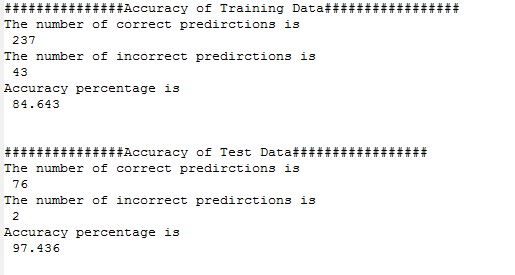 ###############Accuracy of Training Data#################
The number of correct predirctions is
237
The number of incorrect predirctions is
43
Accuracy percentage is
84.643
###############Accuracy of Test Data#################
The number of correct predirctions is
76
The number of incorrect predirctions is
2
Accuracy percentage is
97.436